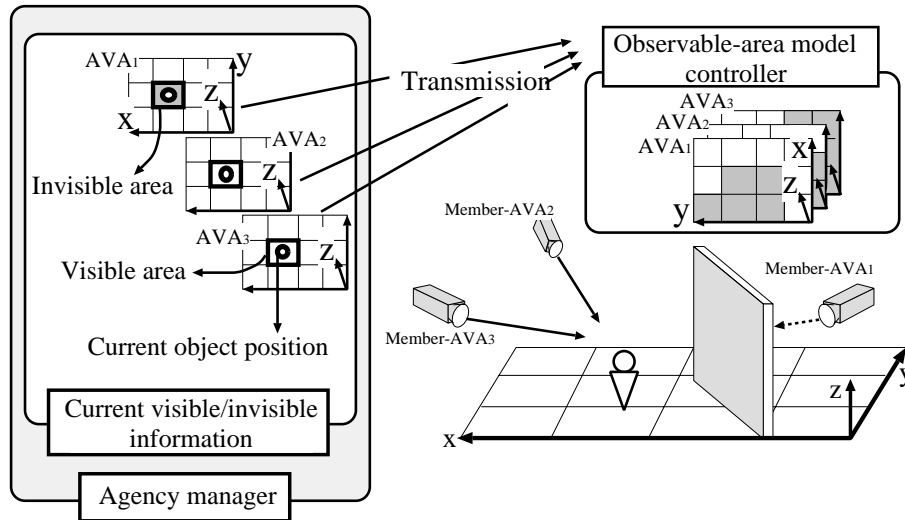 AVA1
y
z
x
AVA2
z
Invisible area
AVA3
z
Visible area
Current object position
Current visible/invisible
information
Agency manager
Transmission
Observable-area model
controller
AVA3
AVA2
AVA1
x
z
y
Member-AVA2
Member-AVA1
Member-AVA3
z
y
x